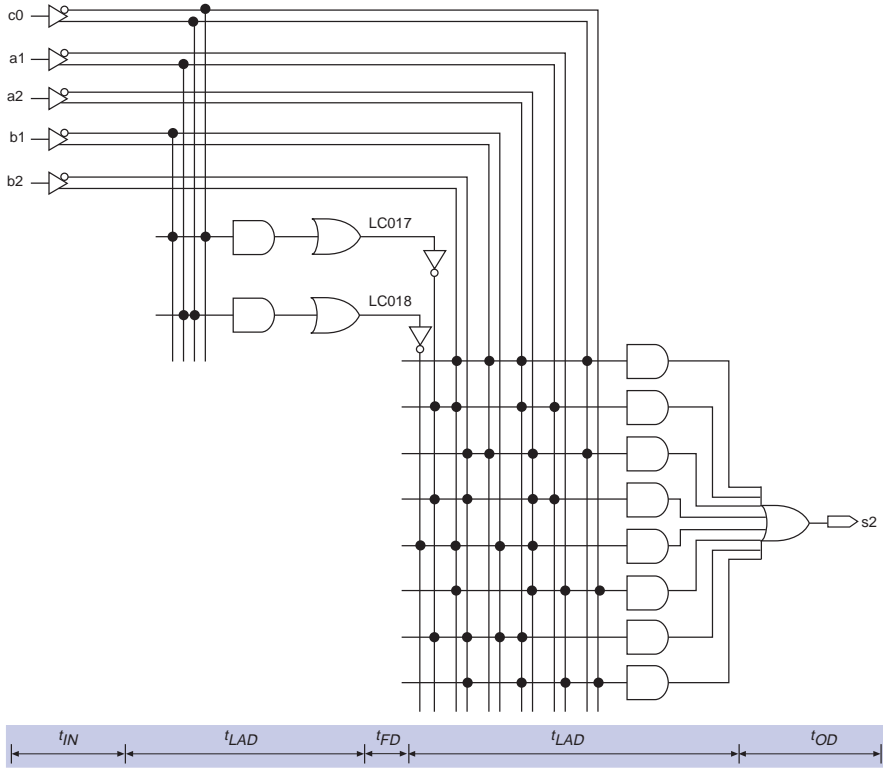 c0
a1
a2
b1
b2
LC017
LC018
s2
tIN tLAD tFD tLAD tOD